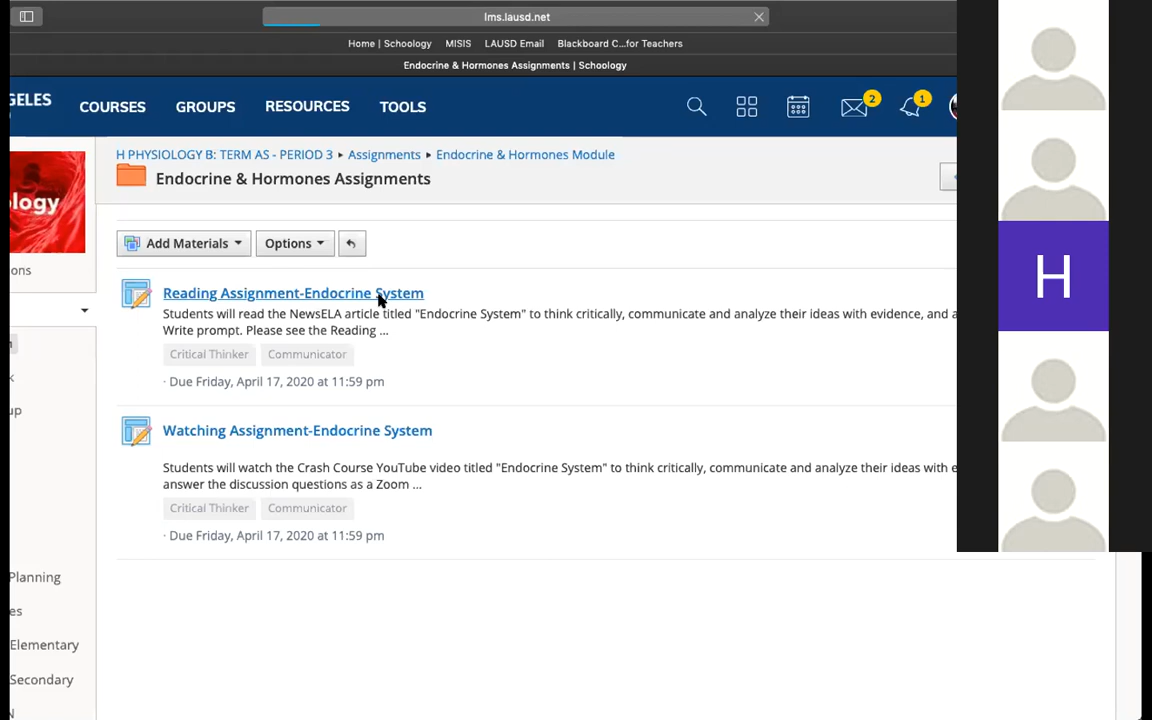 lms.lausd.net
Home | Schoology MISIS LAUSD Email Blackboard C...for Teachers
Endocrine & Hormones Assignments | Schoology
GELES COURSES GROUPS RESOURCES TOOLS 2 1
H PHYSIOLOGY B: TERM AS - PERIOD 3 ▸ Assignments ▸ Endocrine & Hormones Module
Endocrine & Hormones Assignments
ology
ons
Add Materials Options
Reading Assignment-Endocrine System
Students will read the NewsELA article titled "Endocrine System" to think critically, communicate and analyze their ideas with evidence, and a
Write prompt. Please see the Reading ...
Critical Thinker Communicator
· Due Friday, April 17, 2020 at 11:59 pm
Watching Assignment-Endocrine System
Students will watch the Crash Course YouTube video titled "Endocrine System" to think critically, communicate and analyze their ideas with e
answer the discussion questions as a Zoom ...
Critical Thinker Communicator
· Due Friday, April 17, 2020 at 11:59 pm
k
up
Planning
es
Elementary
Secondary
H